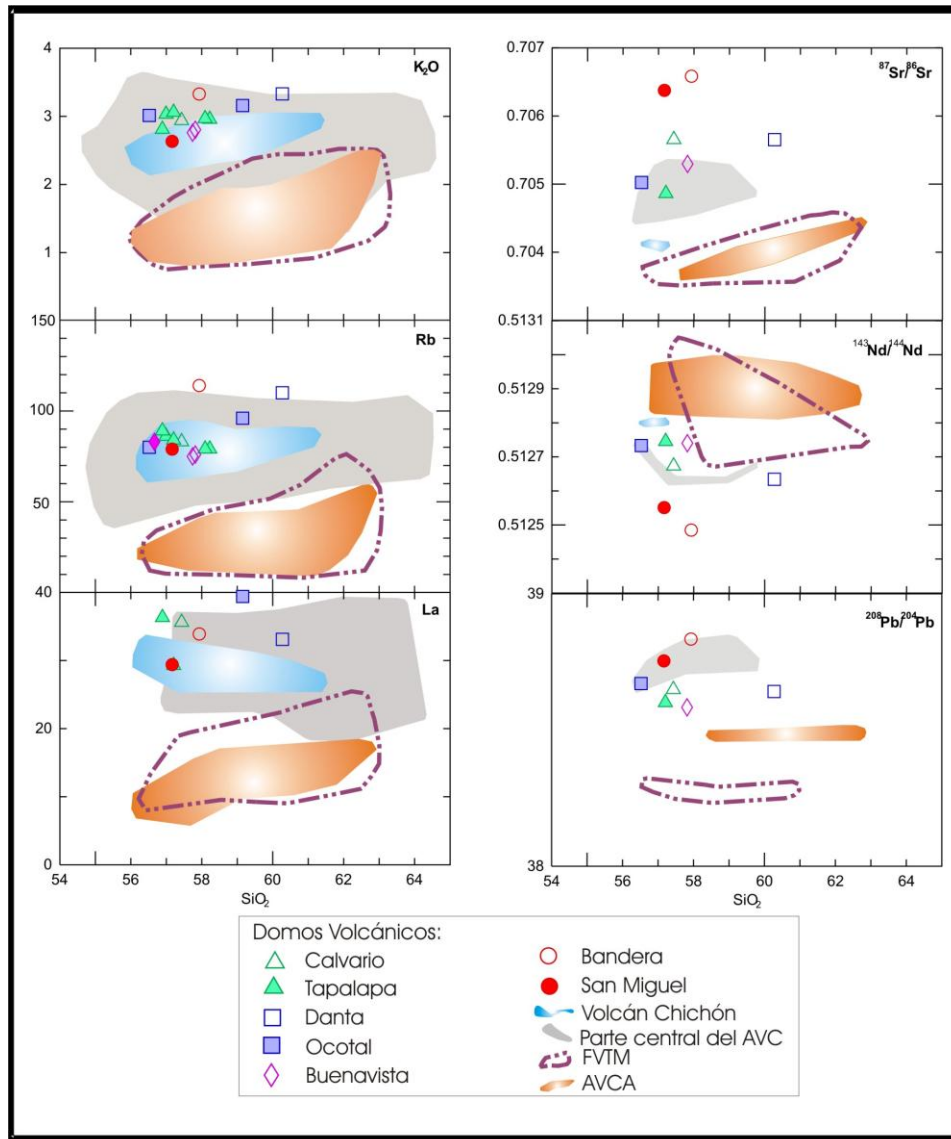 4
K₂O
3
2
1
150
Rb
100
50
40
La
20
0
54 56 58 60 62 64
SiO₂
0.707
⁸⁷Sr/⁸⁶Sr
0.706
0.705
0.704
0.5131
¹⁴³Nd/¹⁴⁴Nd
0.5129
0.5127
0.5125
39
²⁰⁸Pb/²⁰⁴Pb
38
54 56 58 60 62 64
SiO₂
Domos Volcánicos:
Calvario
Tapalapa
Danta
Ocotal
Buenavista
Bandera
San Miguel
Volcán Chichón
Parte central del AVC
FVTM
AVCA